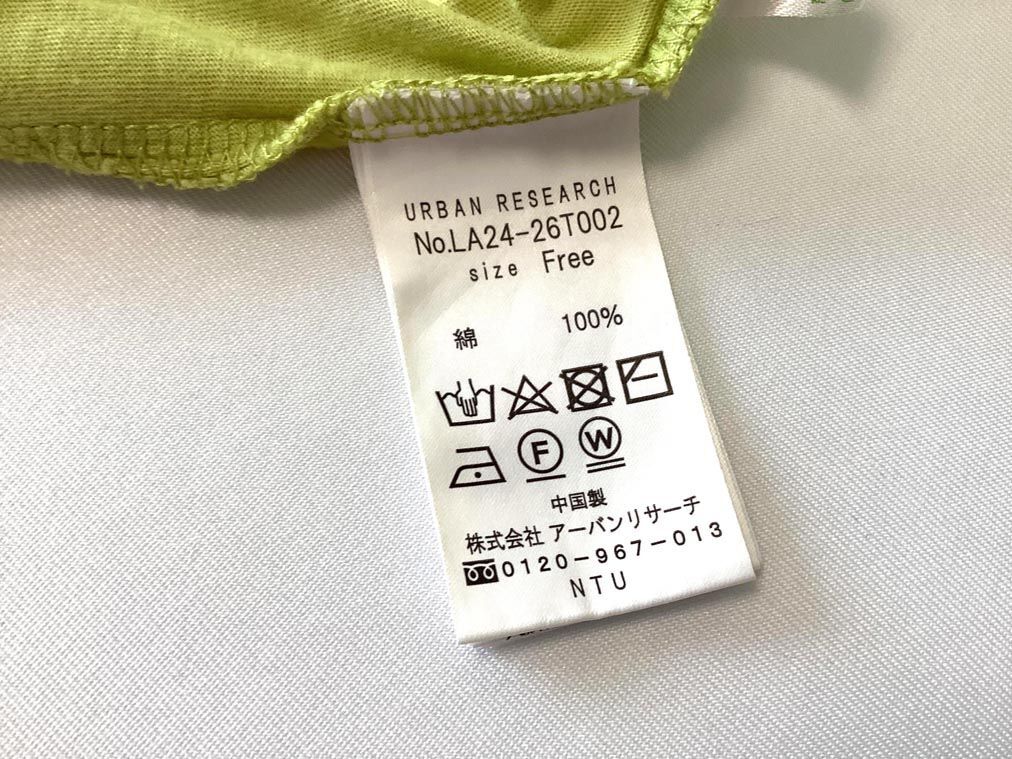 URBAN RESEARCH
No.LA24-26T002
size Free
綿 100%
F W
中国製
株式会社 アーバンリサーチ
0120-967-013
NTU